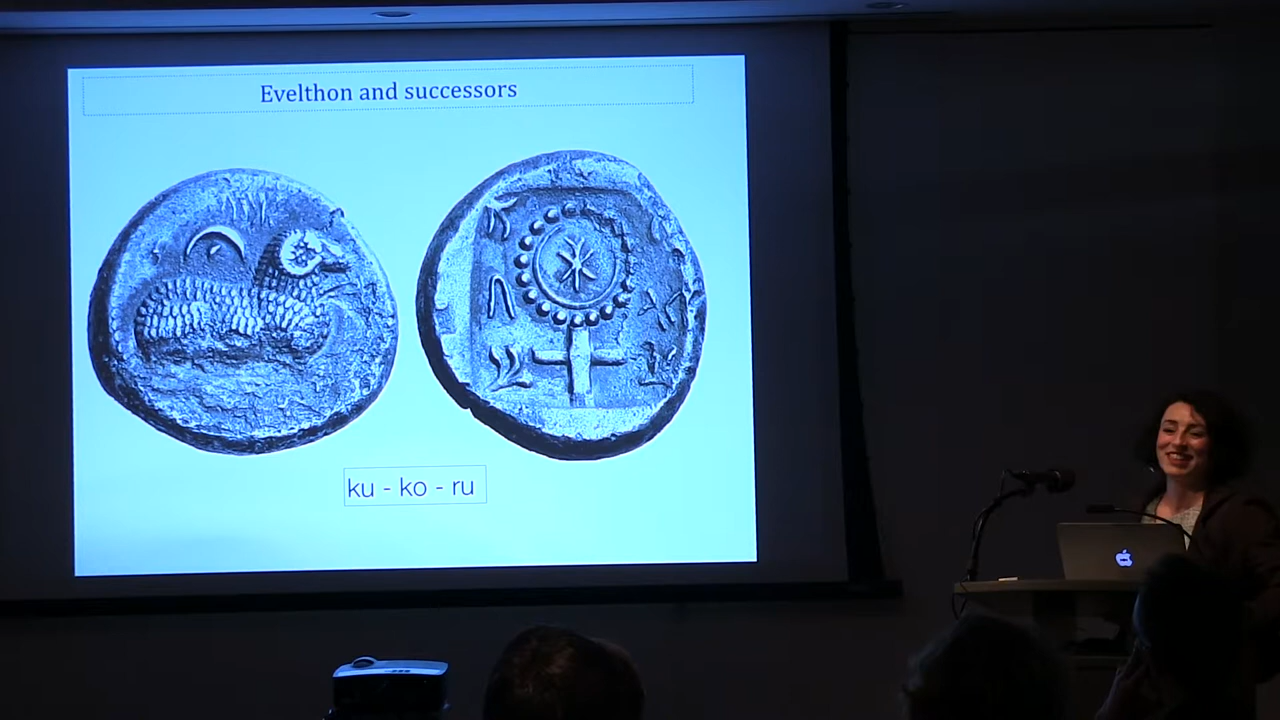 Evelthon and successors
ku - ko - ru